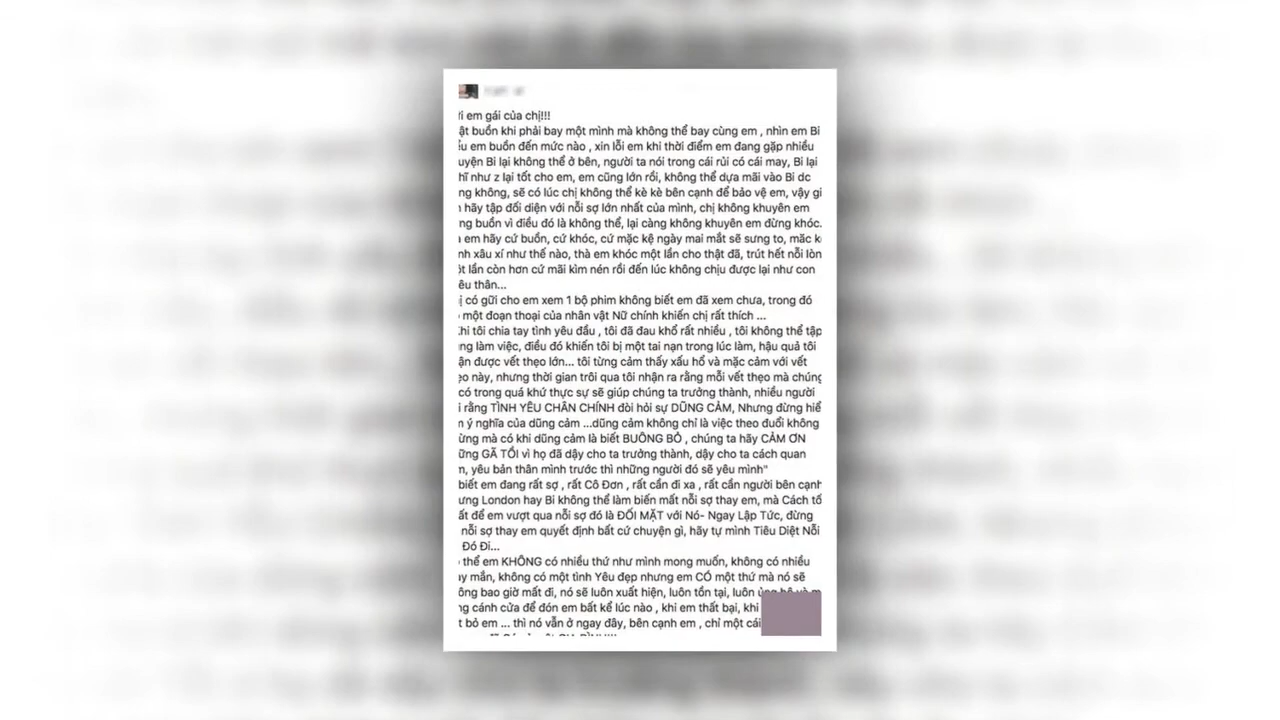 i em gái của chị!!!
ật buồn khi phải bay một mình mà không thể bay cùng em , nhìn em Bi
ểu em buồn đến mức nào , xin lỗi em khi thời điểm em đang gặp nhiều
uyện Bi lại không thể ở bên, người ta nói trong cái rủi có cái may, Bi lại
hĩ như z lại tốt cho em, em cũng lớn rồi, không thể dựa mãi vào Bi dc
ng không, sẽ có lúc chị không thể kè kè bên cạnh để bảo vệ em, vậy gi
hãy tập đối diện với nỗi sợ lớn nhất của mình, chị không khuyên em
ng buồn vì điều đó là không thể, lại càng không khuyên em đừng khóc.
em hãy cứ buồn, cứ khóc, cứ mặc kệ ngày mai mắt sẽ sưng to, măc k
nh xâu xí như thế nào, thà em khóc một lần cho thật đã, trút hết nỗi lòn
t lần còn hơn cứ mãi kìm nén rồi đến lúc không chịu được lại như con
êu thân...
ị có gữi cho em xem 1 bộ phim không biết em đã xem chưa, trong đó
một đoạn thoại của nhân vật Nữ chính khiến chị rất thích ...
Khi tôi chia tay tình yêu đầu , tôi đã đau khổ rất nhiều , tôi không thể tập
ng làm việc, điều đó khiến tôi bị một tai nạn trong lúc làm, hậu quả tôi
ận được vết thẹo lớn... tôi từng cảm thấy xấu hổ và mặc cảm với vết
ẹo này, nhưng thời gian trôi qua tôi nhận ra rằng mỗi vết thẹo mà chúng
có trong quá khứ thực sự sẽ giúp chúng ta trưởng thành, nhiều người
i rằng TÌNH YÊU CHÂN CHÍNH đòi hỏi sự DŨNG CẢM, Nhưng đừng hiể
ý nghĩa của dũng cảm ...dũng cảm không chỉ là việc theo đuổi không
ừng mà có khi dũng cảm là biết BUÔNG BỎ , chúng ta hãy CẢM ƠN
ững GÃ TỒI vì họ đã dậy cho ta trưởng thành, dậy cho ta cách quan
m, yêu bản thân mình trước thì những người đó sẽ yêu mình"
biết em đang rất sợ , rất Cô Đơn , rất cần đi xa , rất cần người bên cạnh
ưng London hay Bi không thể làm biến mất nỗi sợ thay em, mà Cách tố
ất để em vượt qua nỗi sợ đó là ĐỐI MẶT với Nó- Ngay Lập Tức, đừng
nỗi sợ thay em quyết định bất cứ chuyện gì, hãy tự mình Tiêu Diệt Nỗi
Đó Đi...
thể em KHÔNG có nhiều thứ như mình mong muốn, không có nhiều
ay mắn, không có một tình Yêu đẹp nhưng em CÓ một thứ mà nó sẽ
ông bao giờ mất đi, nó sẽ luôn xuất hiện, luôn tồn tại, luôn ủng hộ và m
ng cánh cửa để đón em bất kể lúc nào , khi em thất bại, khi
t bỏ em ... thì nó vẫn ở ngay đây, bên cạnh em , chỉ một cái